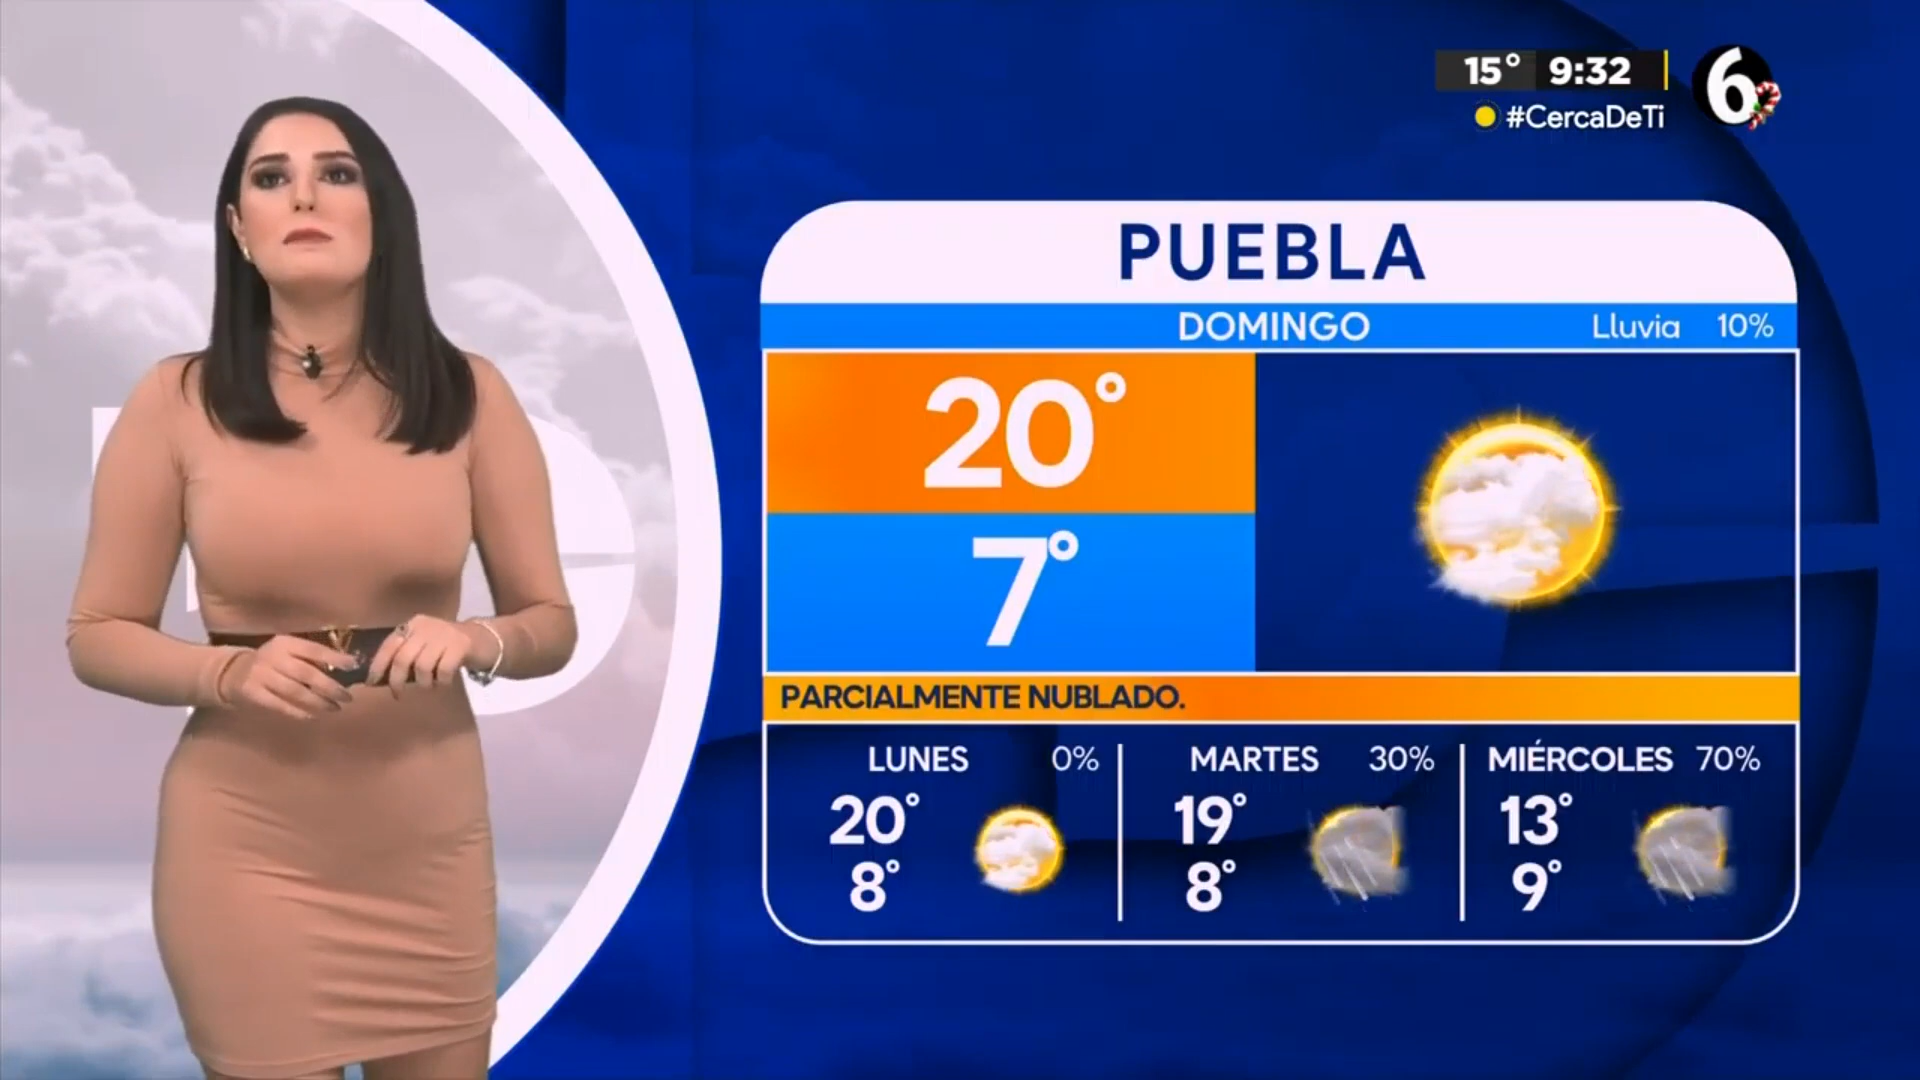 15° 9:32
6
#CercaDeTi
PUEBLA
DOMINGO Lluvia 10%
20°
7°
PARCIALMENTE NUBLADO.
LUNES 0%
20°
8°
MARTES 30%
19°
8°
MIÉRCOLES 70%
13°
9°